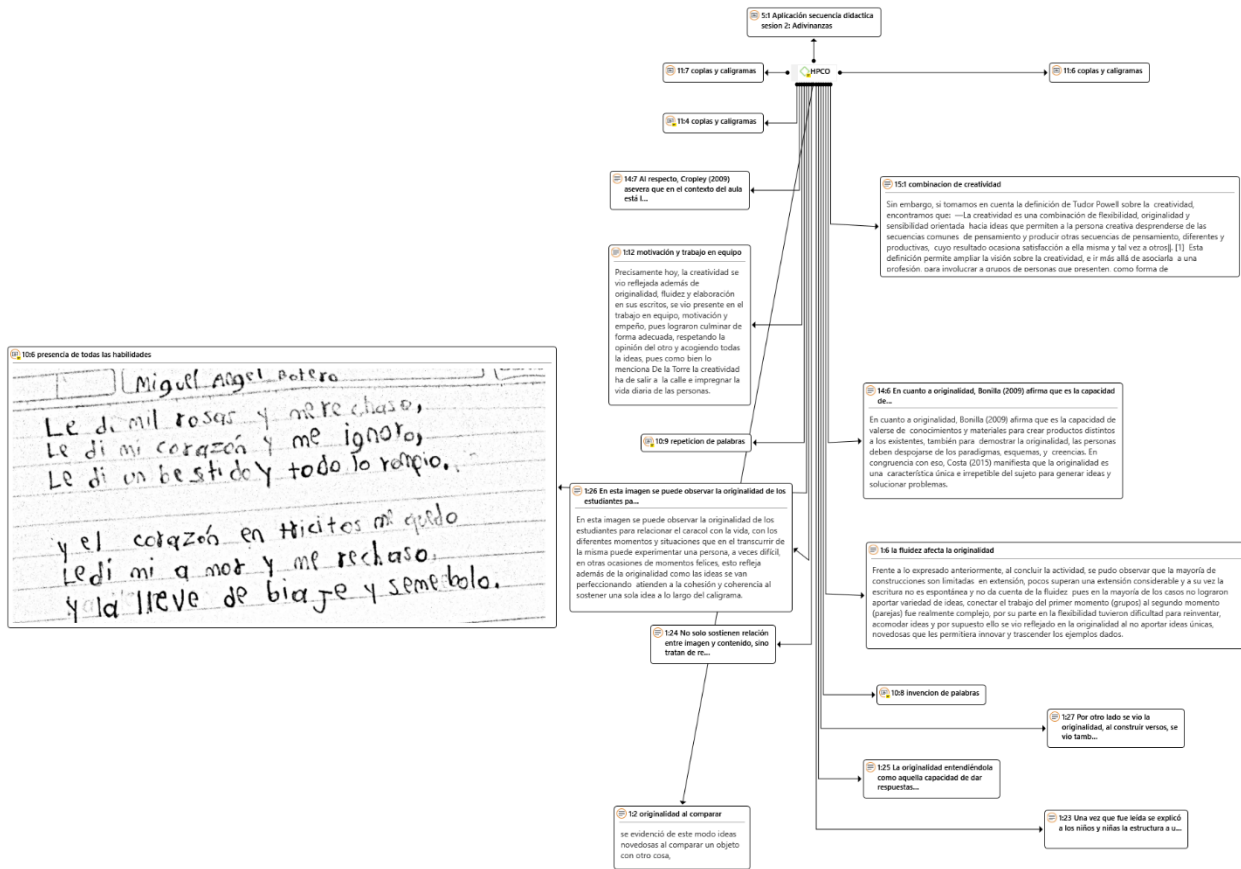 5:1 Aplicación secuencia didactica
sesion 2: Adivinanzas
11:7 coplas y caligramas
HPCO
11:6 coplas y caligramas
11:4 coplas y caligramas
14:7 Al respecto, Cropley (2009)
asevera que en el contexto del aula
está l...
15:1 combinacion de creatividad
Sin embargo, si tomamos en cuenta la definición de Tudor Powell sobre la creatividad,
encontramos que: —La creatividad es una combinación de flexibilidad, originalidad y
sensibilidad orientada hacia ideas que permiten a la persona creativa desprenderse de las
secuencias comunes de pensamiento y producir otras secuencias de pensamiento, diferentes y
productivas, cuyo resultado ocasiona satisfacción a ella misma y tal vez a otros‖. [1] Esta
definición permite ampliar la visión sobre la creatividad, e ir más allá de asociarla a una
profesión, para involucrar a grupos de personas que presenten, como forma de
1:12 motivación y trabajo en equipo
Precisamente hoy, la creatividad se
vio reflejada además de
originalidad, fluidez y elaboración
en sus escritos, se vio presente en el
trabajo en equipo, motivación y
empeño, pues lograron culminar de
forma adecuada, respetando la
opinión del otro y acogiendo todas
la ideas, pues como bien lo
menciona De la Torre la creatividad
ha de salir a la calle e impregnar la
vida diaria de las personas.
10:6 presencia de todas las habilidades
Miguel Angel Botero
Le di mil rosas y me rechaso,
Le di mi corazón y me ignoro,
Le di un bestido y todo lo rompio.
y el corazón en tricitos me quedo
Ledi mi amor y me rechaso.
y la lleve de biaje y semebolo.
14:6 En cuanto a originalidad, Bonilla (2009) afirma que es la capacidad
de...
En cuanto a originalidad, Bonilla (2009) afirma que es la capacidad de
valerse de conocimientos y materiales para crear productos distintos
a los existentes, también para demostrar la originalidad, las personas
deben despojarse de los paradigmas, esquemas, y creencias. En
congruencia con eso, Costa (2015) manifiesta que la originalidad es
una característica única e irrepetible del sujeto para generar ideas y
solucionar problemas.
10:9 repeticion de palabras
1:26 En esta imagen se puede observar la originalidad de los
estudiantes pa...
En esta imagen se puede observar la originalidad de los
estudiantes para relacionar el caracol con la vida, con los
diferentes momentos y situaciones que en el transcurrir de
la misma puede experimentar una persona, a veces difícil,
en otras ocasiones de momentos felices, esto refleja
además de la originalidad como las ideas se van
perfeccionando atienden a la cohesión y coherencia al
sostener una sola idea a lo largo del caligrama.
1:6 la fluidez afecta la originalidad
Frente a lo expresado anteriormente, al concluir la actividad, se pudo observar que la mayoría de
construcciones son limitadas en extensión, pocos superan una extensión considerable y a su vez la
escritura no es espontánea y no da cuenta de la fluidez pues en la mayoría de los casos no lograron
aportar variedad de ideas, conectar el trabajo del primer momento (grupos) al segundo momento
(parejas) fue realmente complejo, por su parte en la flexibilidad tuvieron dificultad para reinventar,
acomodar ideas y por supuesto ello se vio reflejado en la originalidad al no aportar ideas únicas,
novedosas que les permitiera innovar y trascender los ejemplos dados.
1:24 No solo sostienen relación
entre imagen y contenido, sino
tratan de re...
10:8 invencion de palabras
1:27 Por otro lado se vio la
originalidad, al construir versos, se
vio tamb...
1:25 La originalidad entendiéndola
como aquella capacidad de dar
respuestas...
1:2 originalidad al comparar
se evidenció de este modo ideas
novedosas al comparar un objeto
con otro cosa,
1:23 Una vez que fue leída se explicó
a los niños y niñas la estructura a u...